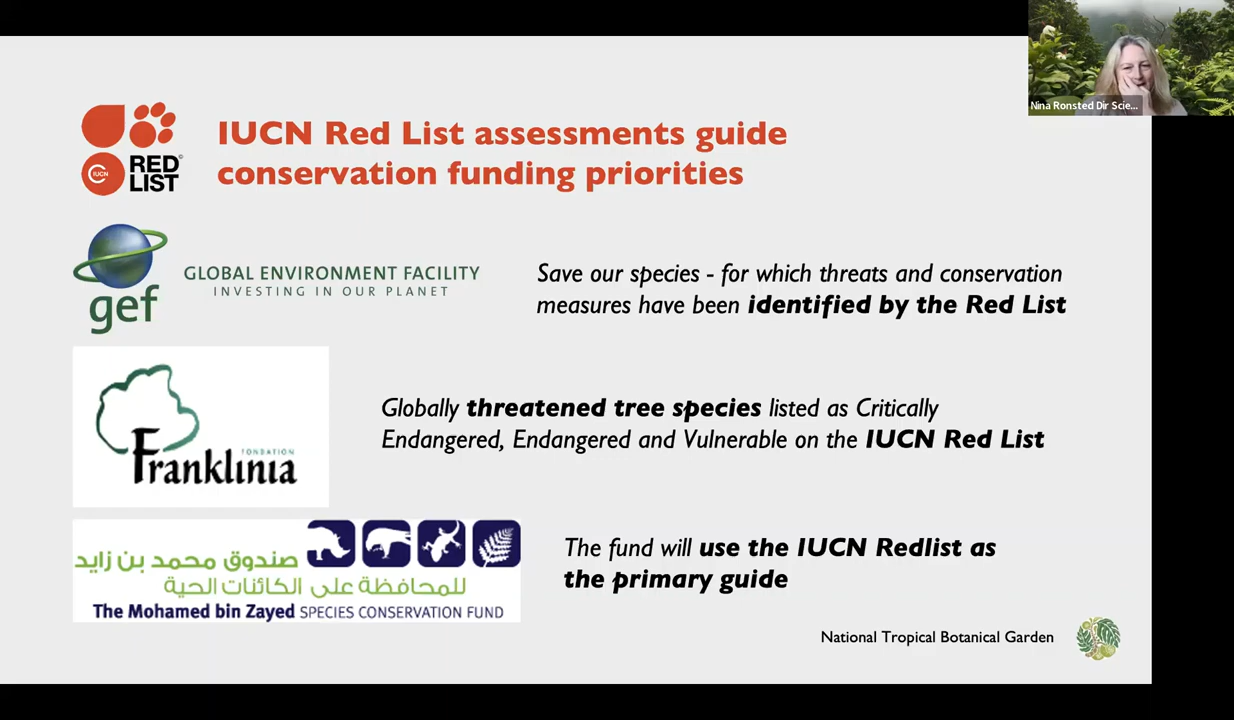 Nina Ronsted Dir Scie...
IUCN Red List assessments guide
conservation funding priorities
IUCN
RED
LIST
gef
GLOBAL ENVIRONMENT FACILITY
INVESTING IN OUR PLANET
Save our species - for which threats and conservation
measures have been identified by the Red List
FONDATION
Franklinia
Globally threatened tree species listed as Critically
Endangered, Endangered and Vulnerable on the IUCN Red List
صندوق محمد بن زايد
للمحافظة على الكائنات الحية
The Mohamed bin Zayed SPECIES CONSERVATION FUND
The fund will use the IUCN Redlist as
the primary guide
National Tropical Botanical Garden